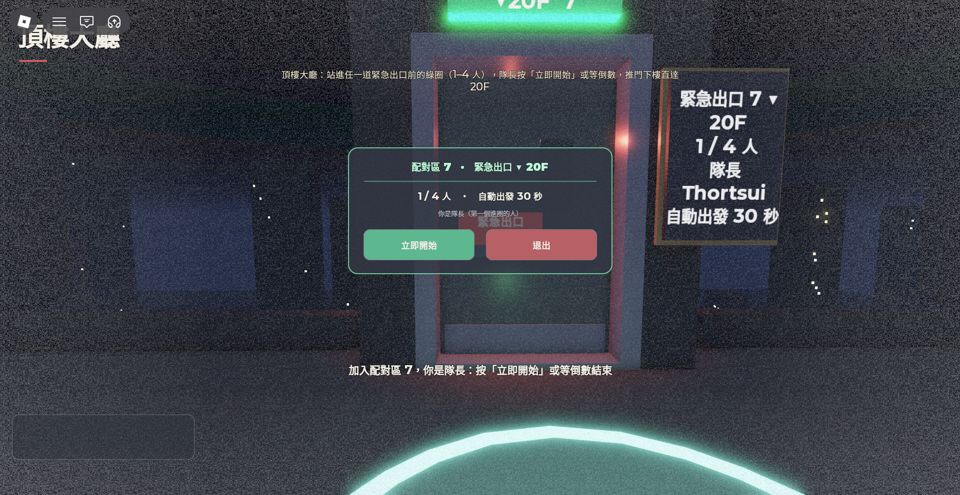 ▼20F 7
頂樓大廳
頂樓大廳：站進任一道緊急出口前的綠圈（1–4 人），隊長按「立即開始」或等倒數，推門下樓直達
20F
緊急出口 7 ▼
20F
1 / 4 人
隊長
Thortsui
自動出發 30 秒
配對區 7 • 緊急出口 ▼ 20F
1 / 4 人 • 自動出發 30 秒
你是隊長（第一個進圈的人）
緊急出口
立即開始
退出
加入配對區 7，你是隊長：按「立即開始」或等倒數結束